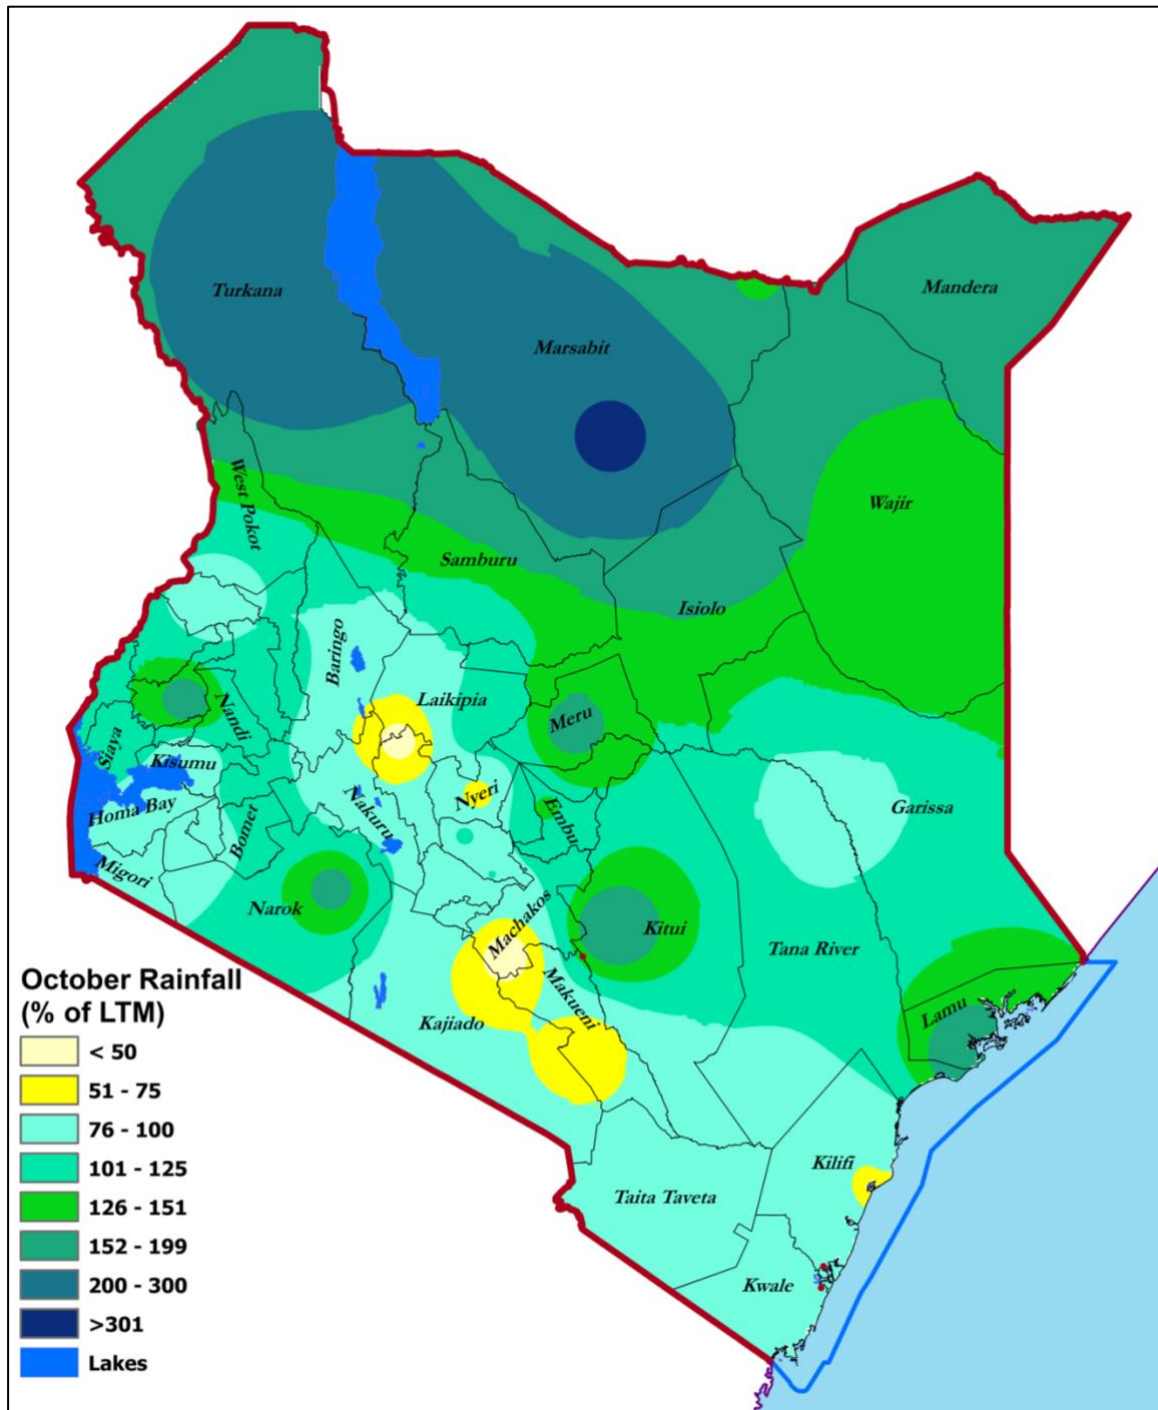 Turkana
Marsabit
Mandera
Wajir
West Pokot
Samburu
Isiolo
Baringo
Laikipia
Meru
Nandi
Siaya
Kisumu
Nyeri
Embu
Garissa
Homa Bay
Nakuru
Bomet
Migori
Narok
Machakos
Kitui
Tana River
Makueni
Lamu
Kajiado
Kilifi
Taita Taveta
Kwale
October Rainfall
(% of LTM)
< 50
51 - 75
76 - 100
101 - 125
126 - 151
152 - 199
200 - 300
>301
Lakes